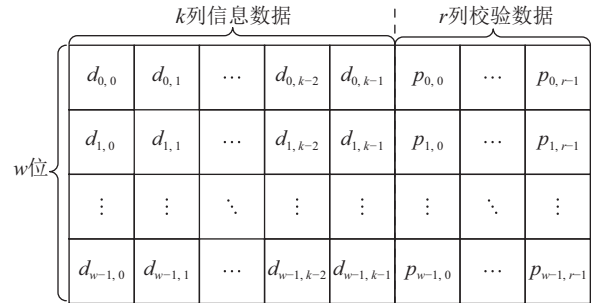 k列信息数据 r列校验数据
d0,0 d0,1 ⋯ d0,k−2 d0,k−1 p0,0 ⋯ p0,r−1
d1,0 d1,1 ⋯ d1,k−2 d1,k−1 p1,0 ⋯ p1,r−1
w位
⋮ ⋮ ⋱ ⋮ ⋮ ⋮ ⋱ ⋮
dw−1,0 dw−1,1 ⋯ dw−1,k−2 dw−1,k−1 pw−1,0 ⋯ pw−1,r−1